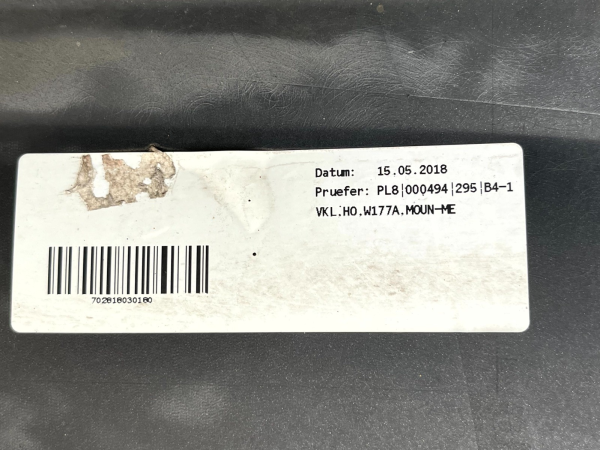 Datum: 15.05.2018
Pruefer: PL8|000494|295|B4-1
VKL.HO.W177A.MOUN-ME
702818030180